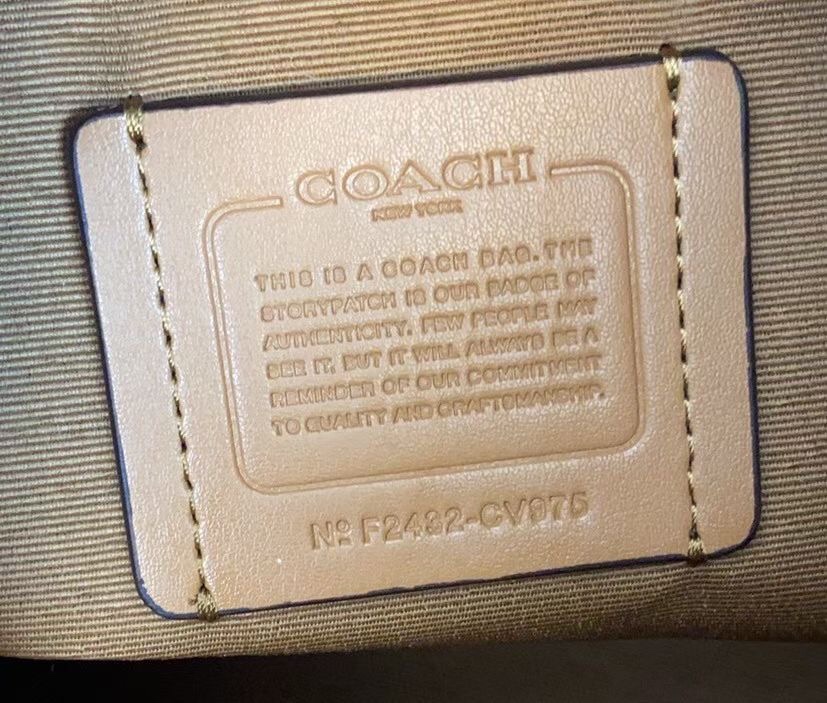 COACH
NEW YORK
THIS IS A COACH BAG. THE
STORYPATCH IS OUR BADGE OF
AUTHENTICITY. FEW PEOPLE MAY
SEE IT, BUT IT WILL ALWAYS BE A
REMINDER OF OUR COMMITMENT
TO QUALITY AND CRAFTSMANSHIP.
Nº F2432-CV975